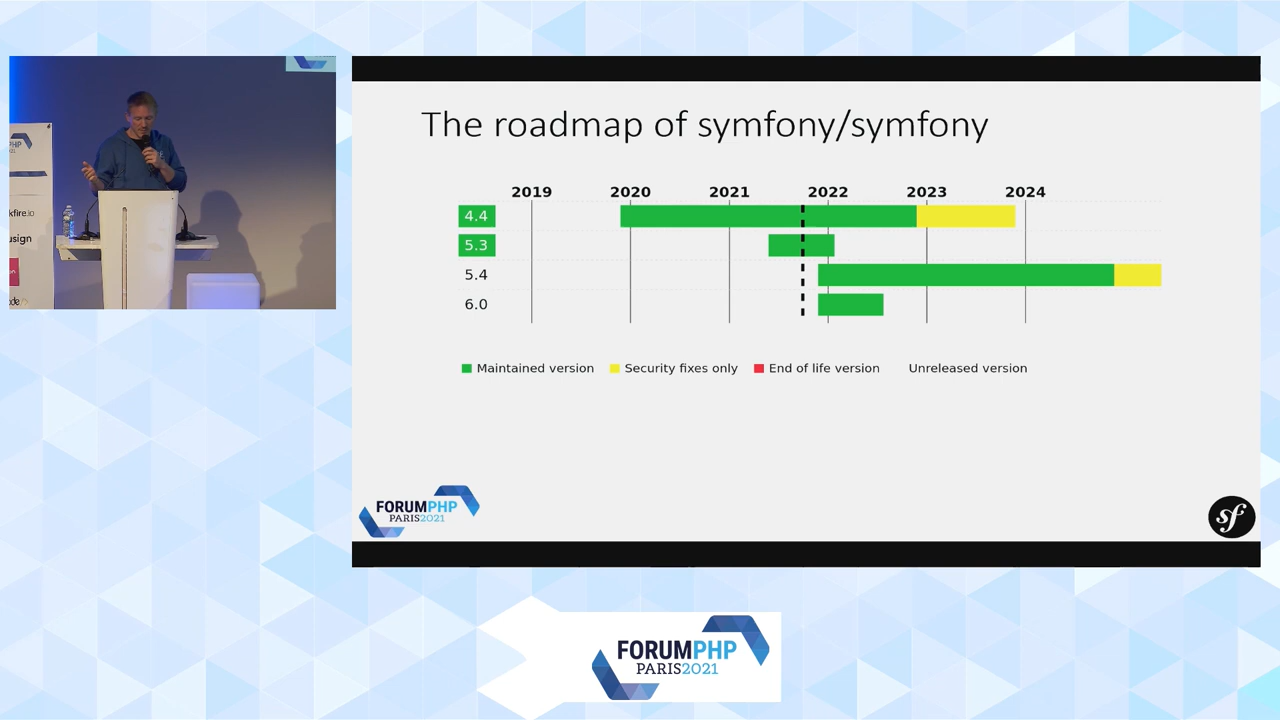 The roadmap of symfony/symfony
2019 2020 2021 2022 2023 2024
4.4
5.3
5.4
6.0
Maintained version Security fixes only End of life version Unreleased version
FORUMPHP
PARIS2021
sf
FORUMPHP
PARIS2021